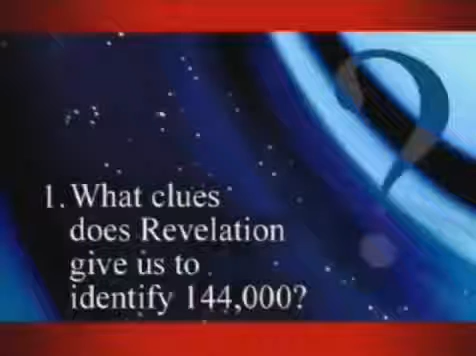 1. What clues
does Revelation
give us to
identify 144,000?